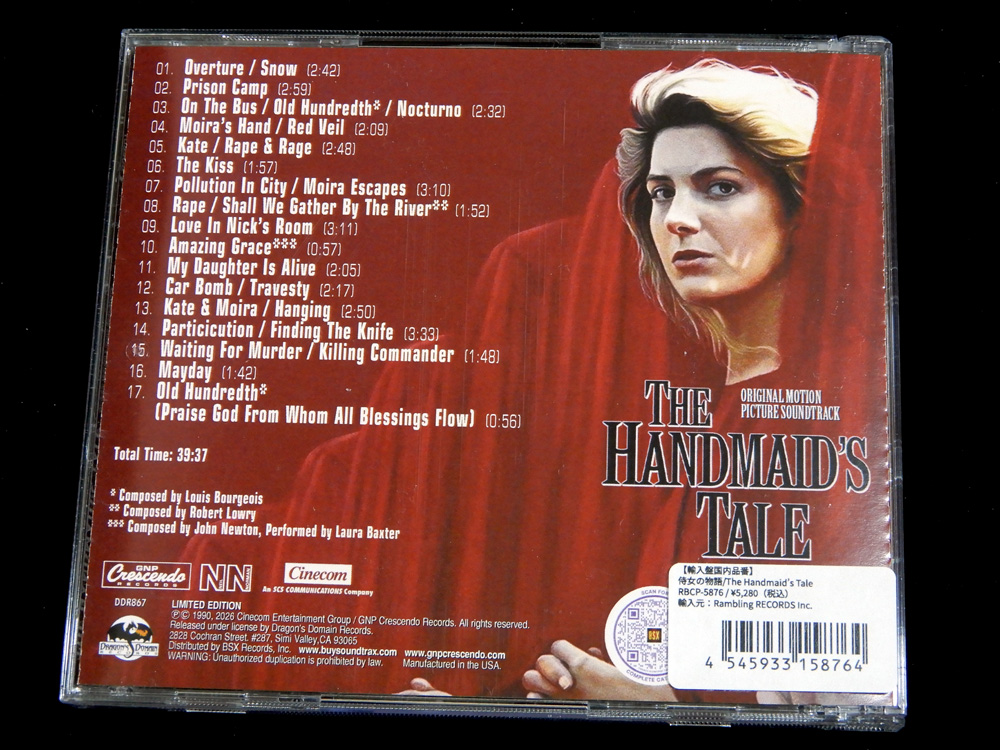 01. Overture / Snow (2:42)
02. Prison Camp (2:59)
03. On The Bus / Old Hundredth* / Nocturno (2:32)
04. Moira's Hand / Red Veil (2:09)
05. Kate / Rape & Rage (2:48)
06. The Kiss (1:57)
07. Pollution In City / Moira Escapes (3:10)
08. Rape / Shall We Gather By The River** (1:52)
09. Love In Nick's Room (3:11)
10. Amazing Grace*** (0:57)
11. My Daughter Is Alive (2:05)
12. Car Bomb / Travesty (2:17)
13. Kate & Moira / Hanging (2:50)
14. Particicution / Finding The Knife (3:33)
15. Waiting For Murder / Killing Commander (1:48)
16. Mayday (1:42)
17. Old Hundredth*
(Praise God From Whom All Blessings Flow) (0:56)
Total Time: 39:37
* Composed by Louis Bourgeois
** Composed by Robert Lowry
*** Composed by John Newton, Performed by Laura Baxter
ORIGINAL MOTION
PICTURE SOUNDTRACK
THE
HANDMAID'S
TALE
GNP
Crescendo
RECORDS
Cinecom
An SCS COMMUNICATIONS Company
DDR867
DRAGON'S DOMAIN
LIMITED EDITION
℗© 1990, 2026 Cinecom Entertainment Group / GNP Crescendo Records. All rights reserved.
Released under license by Dragon's Domain Records.
2828 Cochran Street. #287, Simi Valley, CA 93065
Distributed by BSX Records, Inc. www.buysoundtrax.com www.gnpcrescendo.com
WARNING: Unauthorized duplication is prohibited by law. Manufactured in the USA.
SCAN FO
BSX
COMPLETE CAT
【輸入盤国内品番】
侍女の物語/The Handmaid's Tale
RBCP-5876 / ¥5,280（税込）
輸入元：Rambling RECORDS Inc.
4 545933 158764